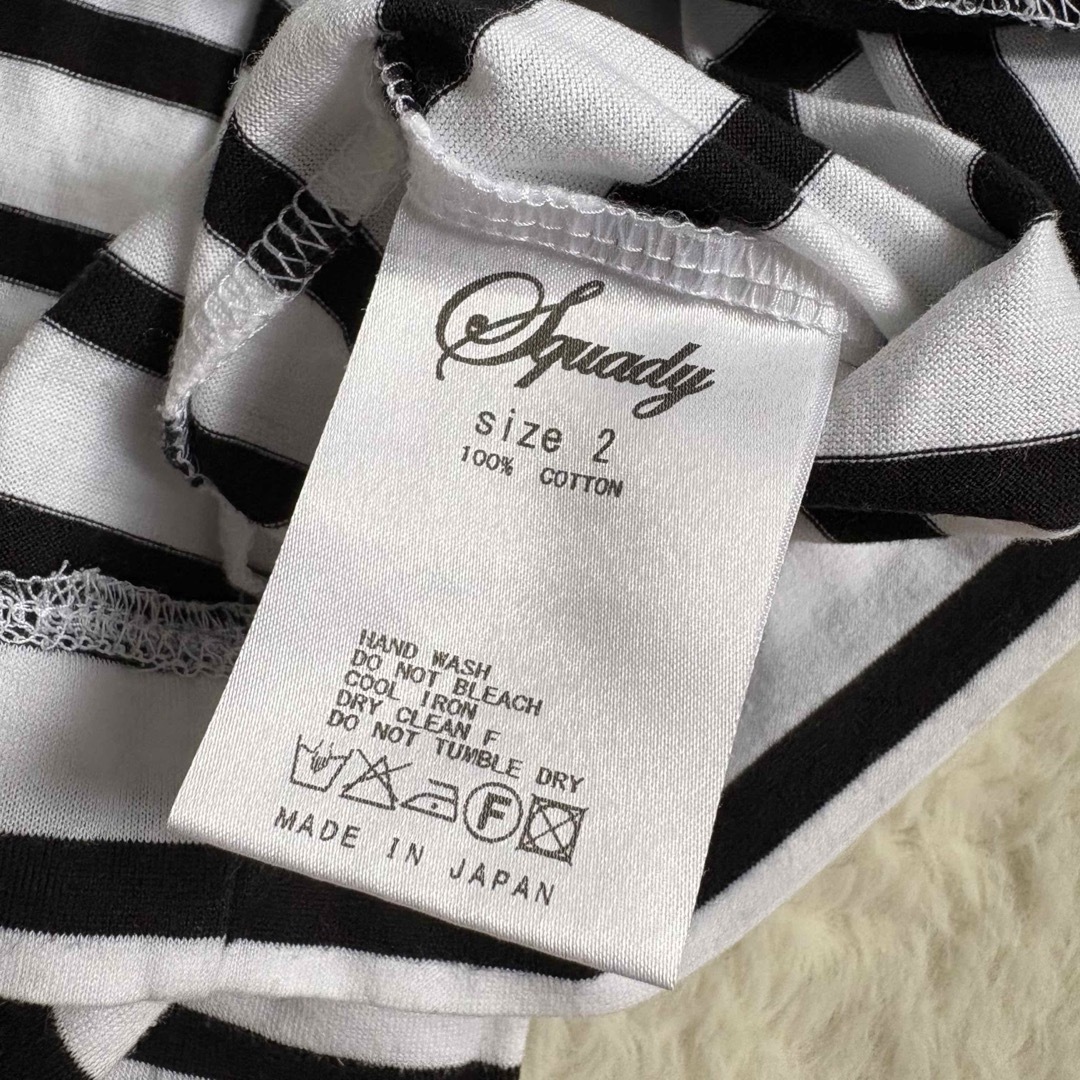 Squady
size 2
100% COTTON
HAND WASH
DO NOT BLEACH
COOL IRON
DRY CLEAN F
DO NOT TUMBLE DRY
F
MADE IN JAPAN